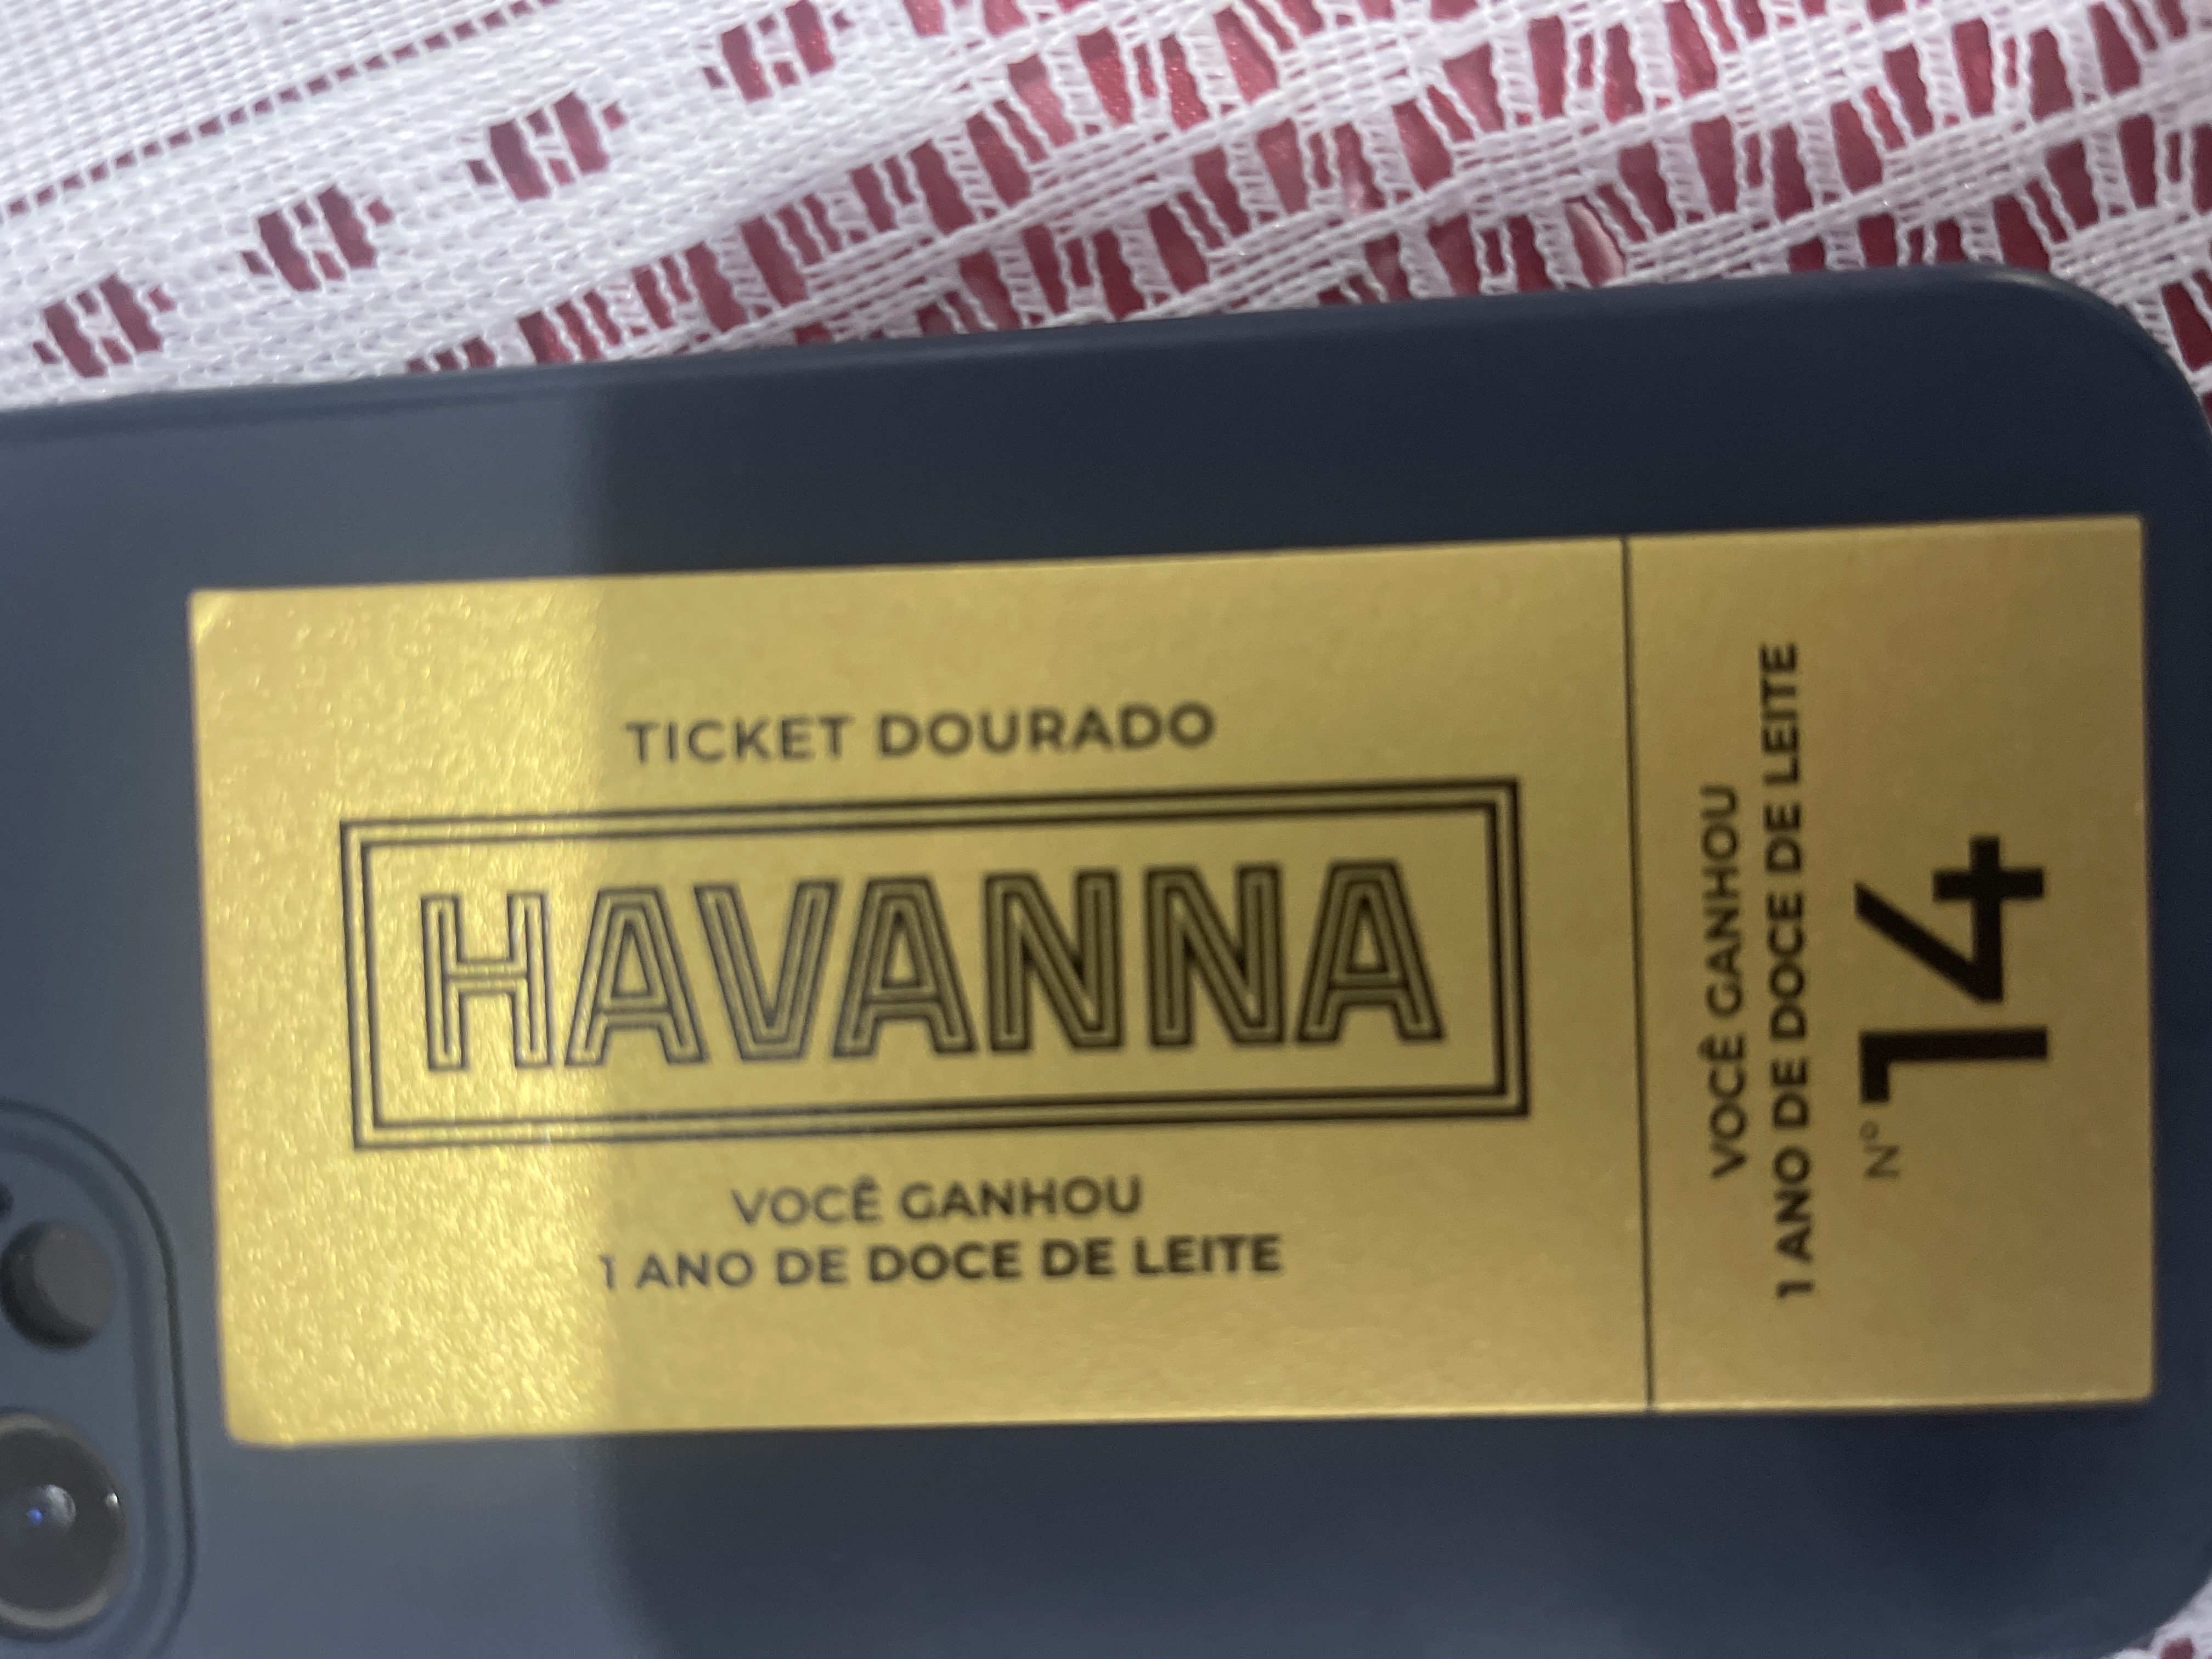 TICKET DOURADO
HAVANNA
VOCÊ GANHOU
1 ANO DE DOCE DE LEITE
VOCÊ GANHOU
1 ANO DE DOCE DE LEITE
Nº 14